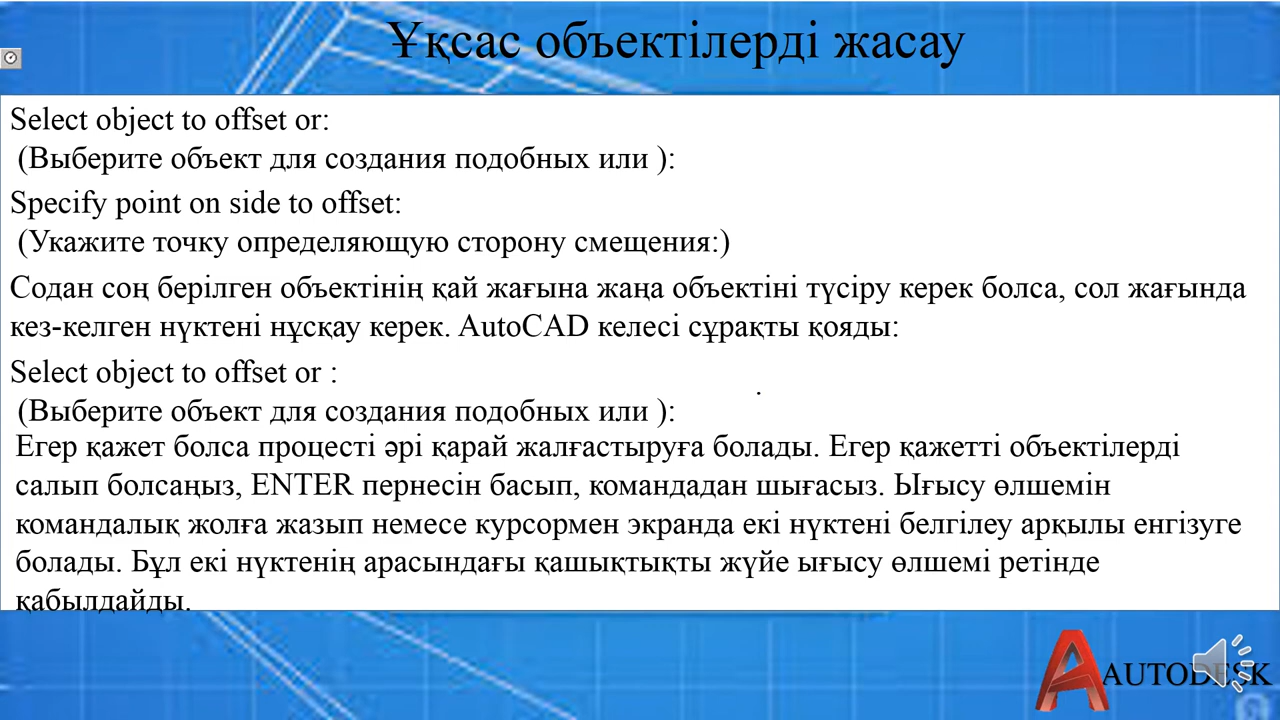 Ұқсас объектілерді жасау
Select object to offset or:
(Выберите объект для создания подобных или ):
Specify point on side to offset:
(Укажите точку определяющую сторону смещения:)
Содан соң берілген объектінің қай жағына жаңа объектіні түсіру керек болса, сол жағында
кез-келген нүктені нұсқау керек. AutoCAD келесі сұрақты қояды:
Select object to offset or :
.
(Выберите объект для создания подобных или ):
Егер қажет болса процесті әрі қарай жалғастыруға болады. Егер қажетті объектілерді
салып болсаңыз, ENTER пернесін басып, командадан шығасыз. Ығысу өлшемін
командалық жолға жазып немесе курсормен экранда екі нүктені белгілеу арқылы енгізуге
болады. Бұл екі нүктенің арасындағы қашықтықты жүйе ығысу өлшемі ретінде
қабылдайды.
AUTODESK